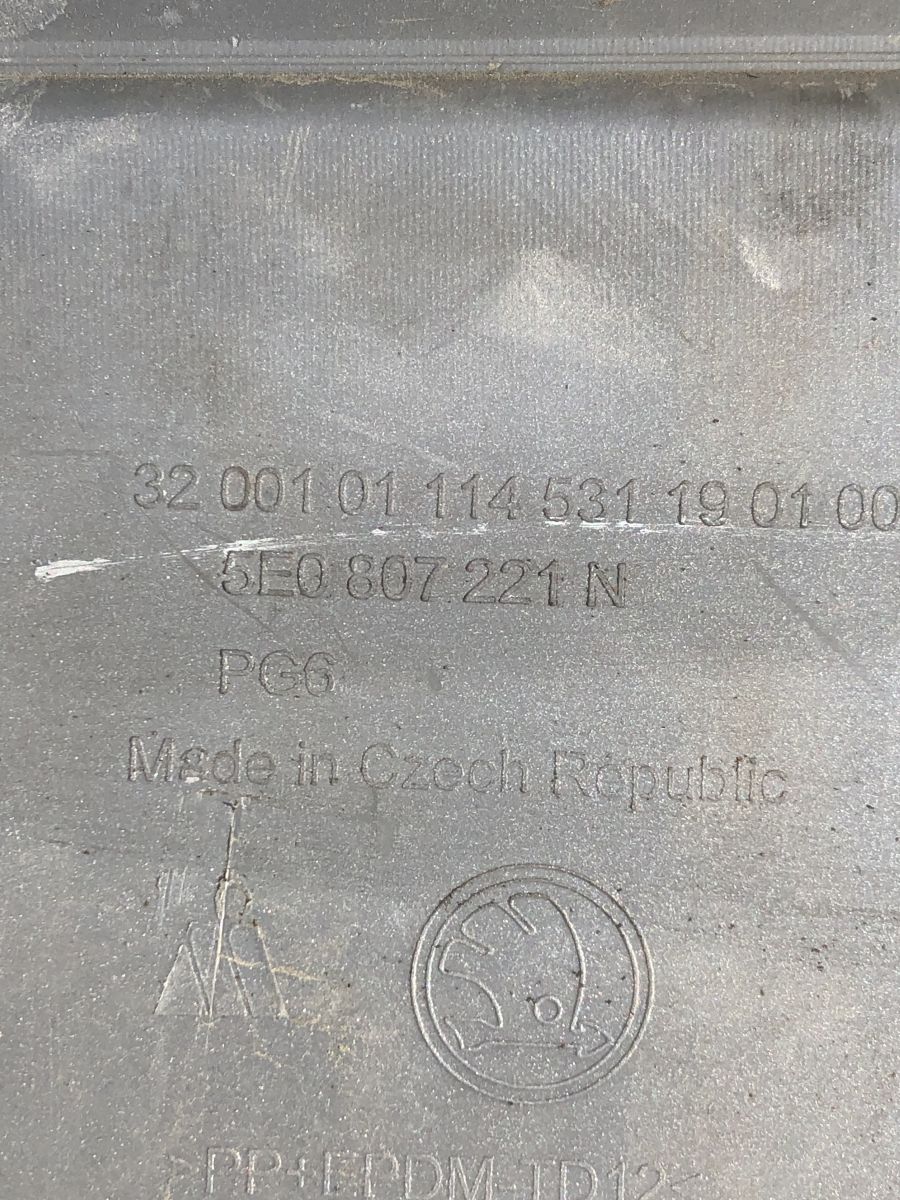 32 001 01 114 531 19 01 00
5E0 807 221 N
PG6
Made in Czech Republic
>PP+EPDM-TD12<